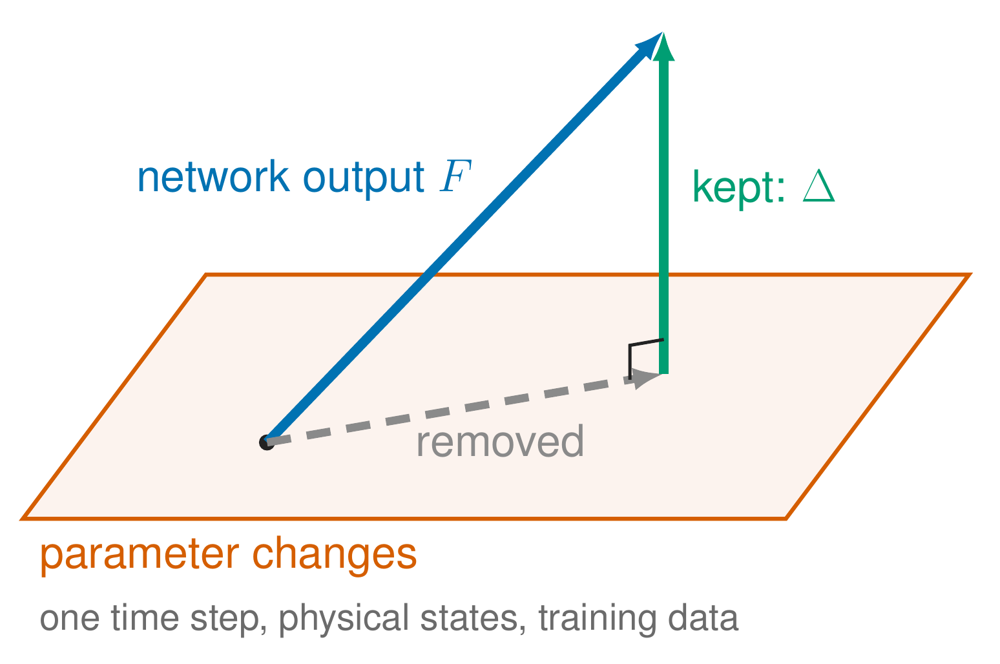 network output F
kept: Δ
removed
parameter changes
one time step, physical states, training data